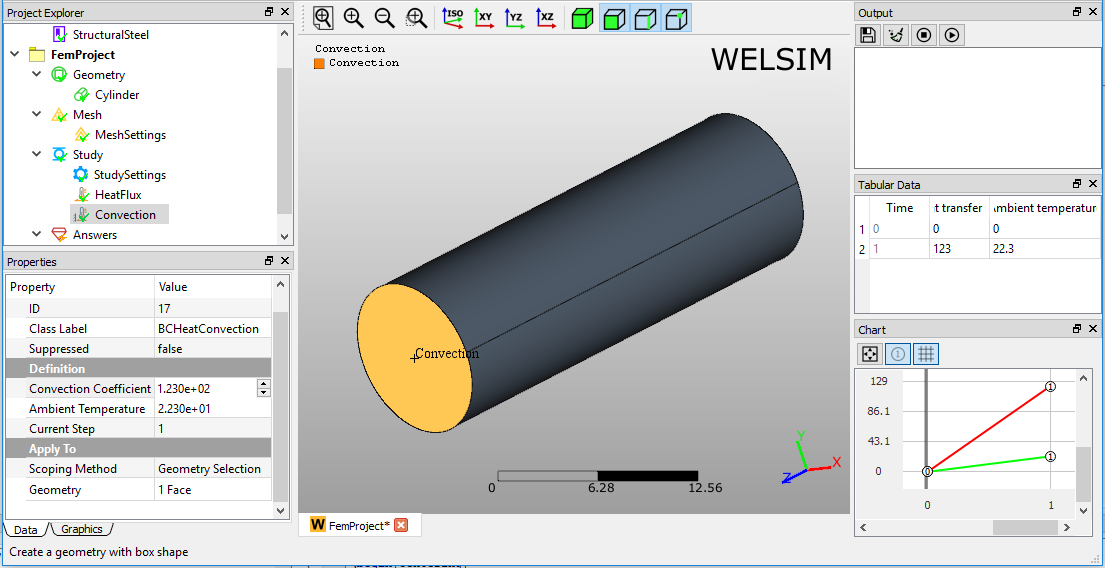 Project Explorer
StructuralSteel
FemProject
Geometry
Cylinder
Mesh
MeshSettings
Study
StudySettings
HeatFlux
Convection
Answers
Properties
Property Value
ID 17
Class Label BCHeatConvection
Suppressed false
Definition
Convection Coefficient 1.230e+02
Ambient Temperature 2.230e+01
Current Step 1
Apply To
Scoping Method Geometry Selection
Geometry 1 Face
Data Graphics
Create a geometry with box shape
ISO XY YZ XZ
Convection
Convection
WELSIM
Convection
0 6.28 12.56
Y
X
Z
W FemProject*
Output
Tabular Data
Time t transfer mbient temperatur
1 0 0 0
2 1 123 22.3
Chart
1
129
86.1
43.1
0
0 1
1
1
0